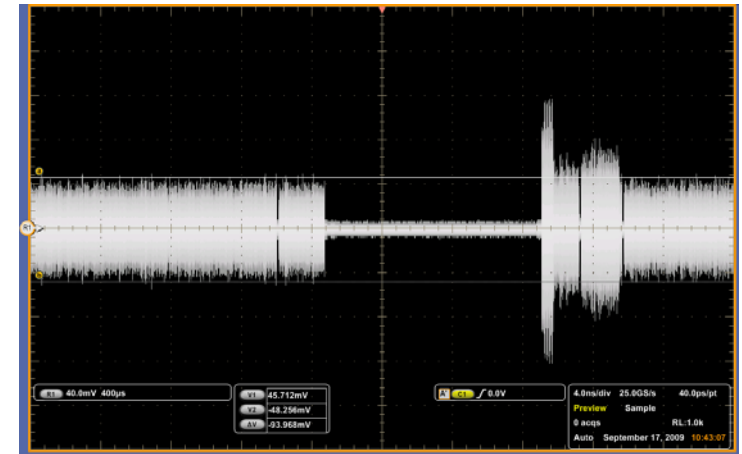 a
R1
b
R1 40.0mV 400µs
V1 45.712mV
V2 -48.256mV
ΔV -93.968mV
A' C1 ∫ 0.0V
4.0ns/div 25.0GS/s 40.0ps/pt
Preview Sample
0 acqs RL:1.0k
Auto September 17, 2009 10:43:07